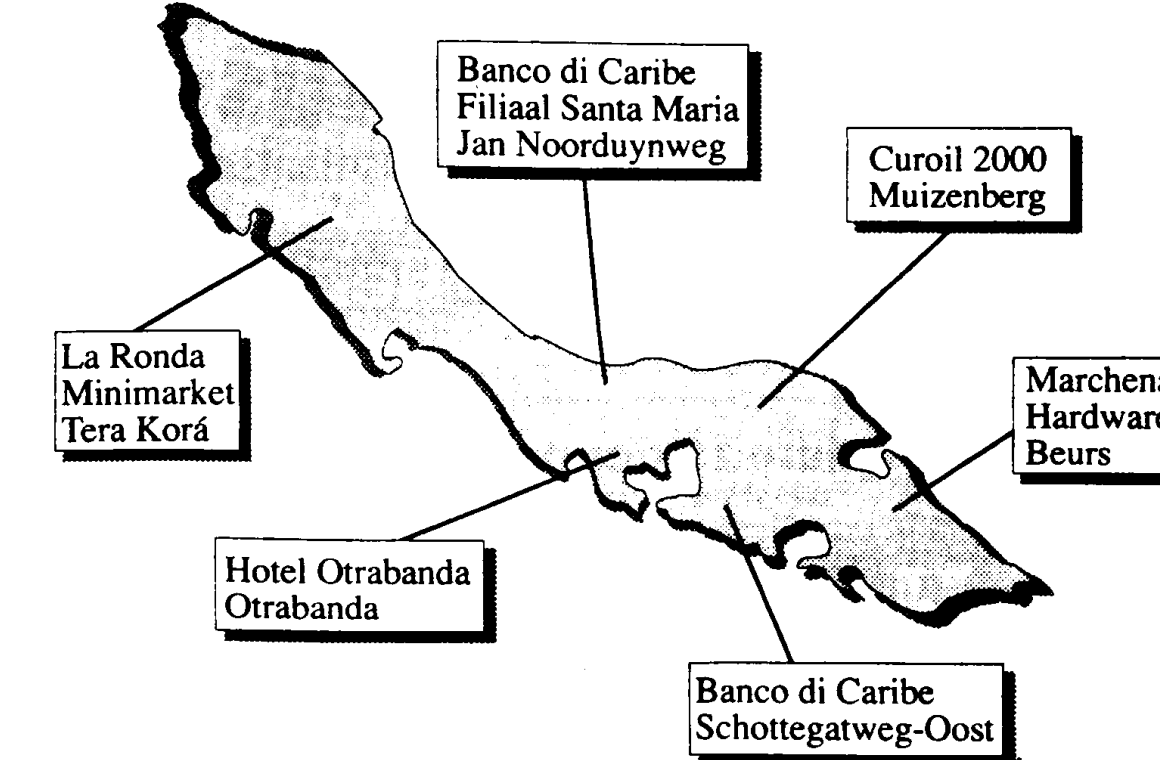 Banco di Caribe
Filiaal Santa Maria
Jan Noorduynweg
Curoil 2000
Muizenberg
La Ronda
Minimarket
Tera Korá
Marchena
Hardware
Beurs
Hotel Otrabanda
Otrabanda
Banco di Caribe
Schottegatweg-Oost